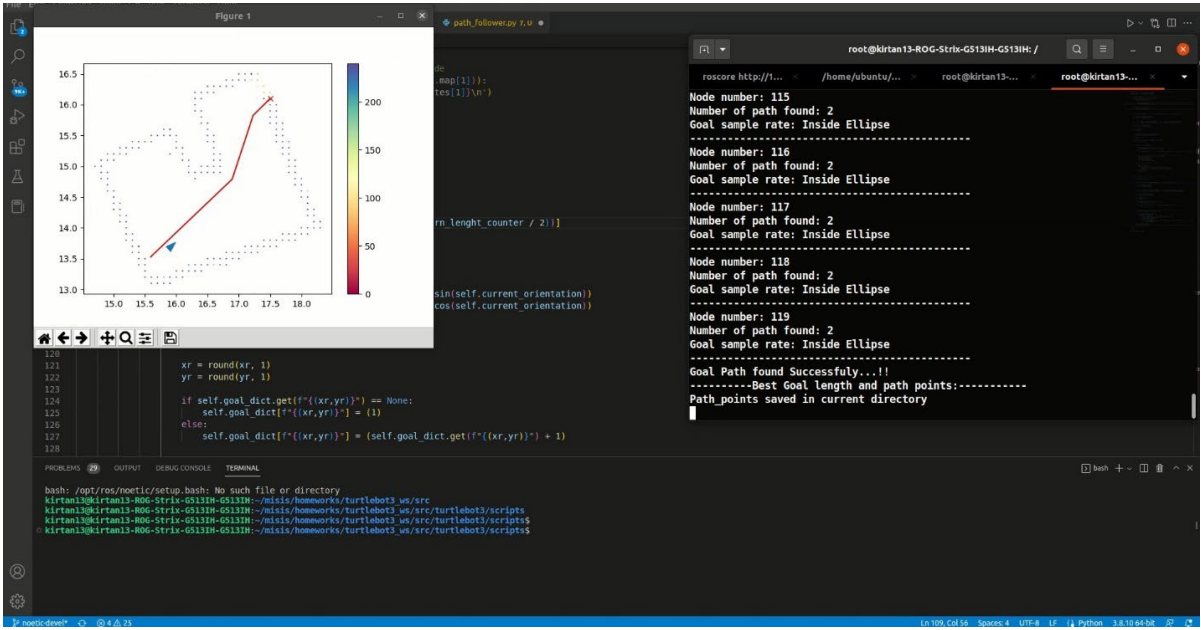 Figure 1
16.5
16.0
15.5
15.0
14.5
14.0
13.5
13.0
15.0 15.5 16.0 16.5 17.0 17.5 18.0
200
150
100
50
0
path_follower.py 7, U
.map[1])):
tes[1]}\n')
rn_lenght_counter / 2))]
sin(self.current_orientation))
cos(self.current_orientation))
120
121 xr = round(xr, 1)
122 yr = round(yr, 1)
123
124 if self.goal_dict.get(f"{(xr,yr)}") == None:
125 self.goal_dict[f"{(xr,yr)}"] = (1)
126 else:
127 self.goal_dict[f"{(xr,yr)}"] = (self.goal_dict.get(f"{(xr,yr)}") + 1)
128
root@kirtan13-ROG-Strix-G513IH-G513IH: /
roscore http://1... /home/ubuntu/... root@kirtan13-... root@kirtan13-...
Node number: 115
Number of path found: 2
Goal sample rate: Inside Ellipse
--------------------------------------------------
Node number: 116
Number of path found: 2
Goal sample rate: Inside Ellipse
--------------------------------------------------
Node number: 117
Number of path found: 2
Goal sample rate: Inside Ellipse
--------------------------------------------------
Node number: 118
Number of path found: 2
Goal sample rate: Inside Ellipse
--------------------------------------------------
Node number: 119
Number of path found: 2
Goal sample rate: Inside Ellipse
--------------------------------------------------
Goal Path found Successfuly...!!
----------Best Goal length and path points:-----------
Path_points saved in current directory
PROBLEMS 29 OUTPUT DEBUG CONSOLE TERMINAL
bash
bash: /opt/ros/noetic/setup.bash: No such file or directory
kirtan13@kirtan13-ROG-Strix-G513IH-G513IH:~/misis/homeworks/turtlebot3_ws/src
kirtan13@kirtan13-ROG-Strix-G513IH-G513IH:~/misis/homeworks/turtlebot3_ws/src/turtlebot3/scripts
kirtan13@kirtan13-ROG-Strix-G513IH-G513IH:~/misis/homeworks/turtlebot3_ws/src/turtlebot3/scripts$
kirtan13@kirtan13-ROG-Strix-G513IH-G513IH:~/misis/homeworks/turtlebot3_ws/src/turtlebot3/scripts$
noetic-devel* 4 25
Ln 109, Col 56 Spaces: 4 UTF-8 LF Python 3.8.10 64-bit